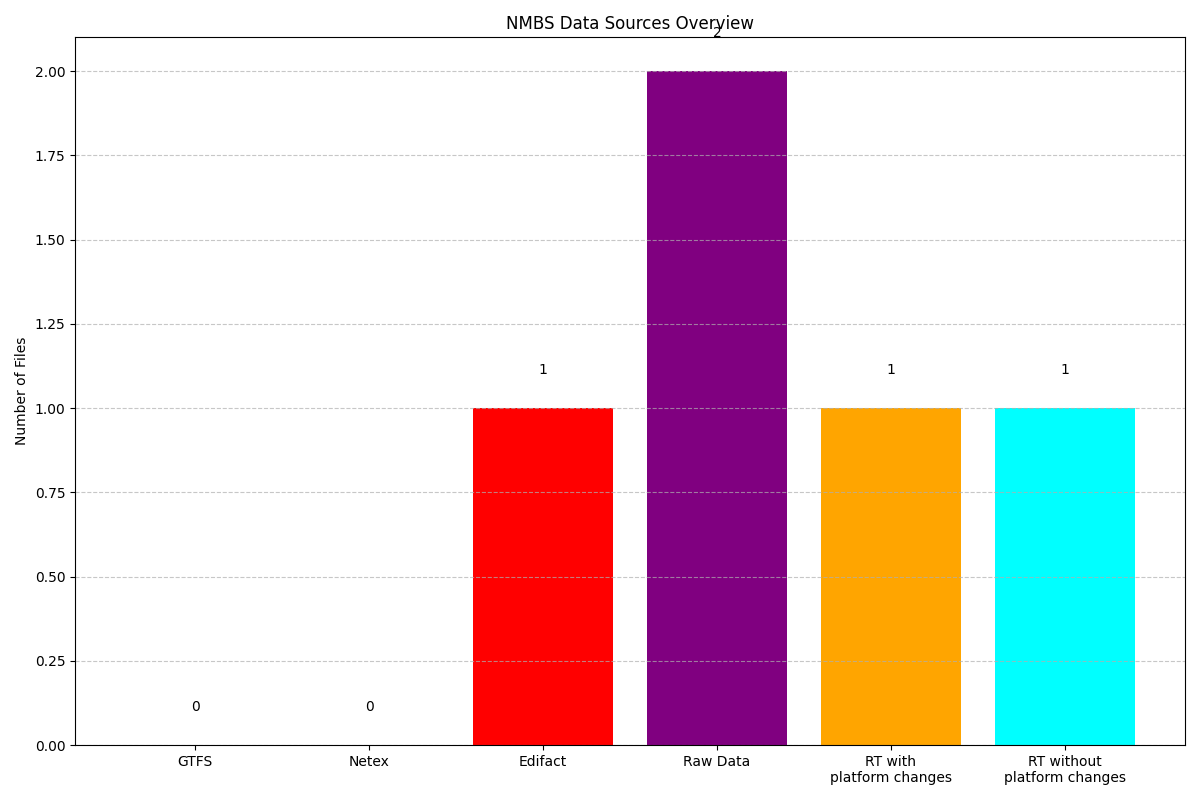 NMBS Data Sources Overview
2
2.00
1.75
1.50
1.25
1.00
0.75
0.50
0.25
0.00
Number of Files
1
1
1
0
0
GTFS
Netex
Edifact
Raw Data
RT with
platform changes
RT without
platform changes